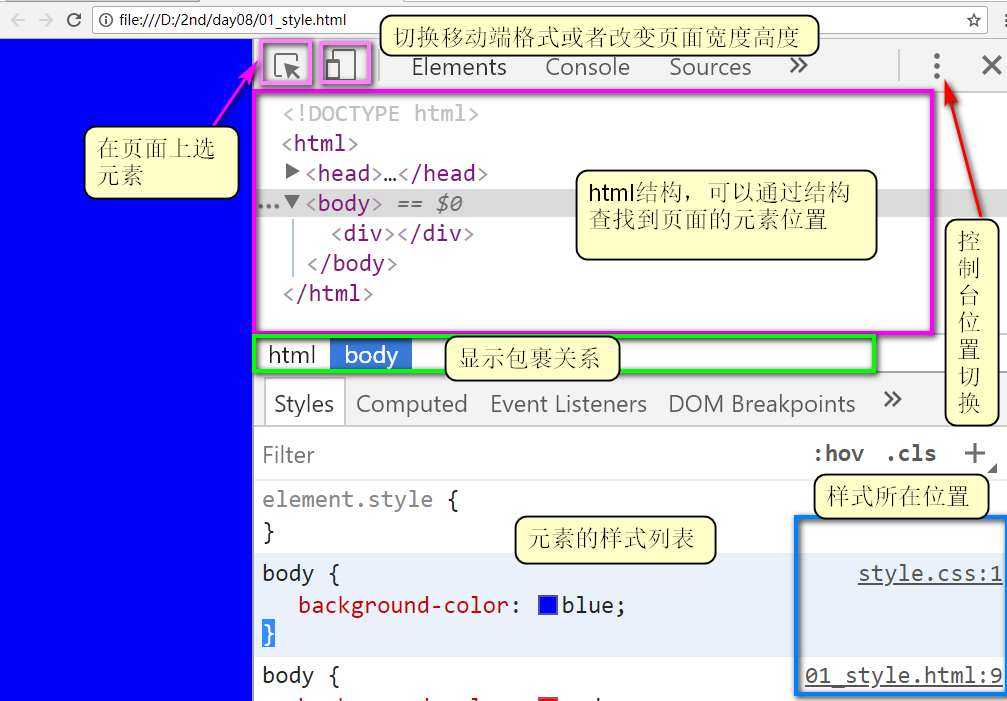 file:///D:/2nd/day08/01_style.html
切换移动端格式或者改变页面宽度高度
Elements Console Sources »
在页面上选
元素
<!DOCTYPE html>
<html>
▶<head>…</head>
…▼<body> == $0
<div></div>
</body>
</html>
html结构，可以通过结构
查找到页面的元素位置
控
制
台
位
置
切
换
html body
显示包裹关系
Styles Computed Event Listeners DOM Breakpoints »
Filter :hov .cls +
样式所在位置
element.style {
}
元素的样式列表
body { style.css:1
background-color: blue;
}
body { 01_style.html:9